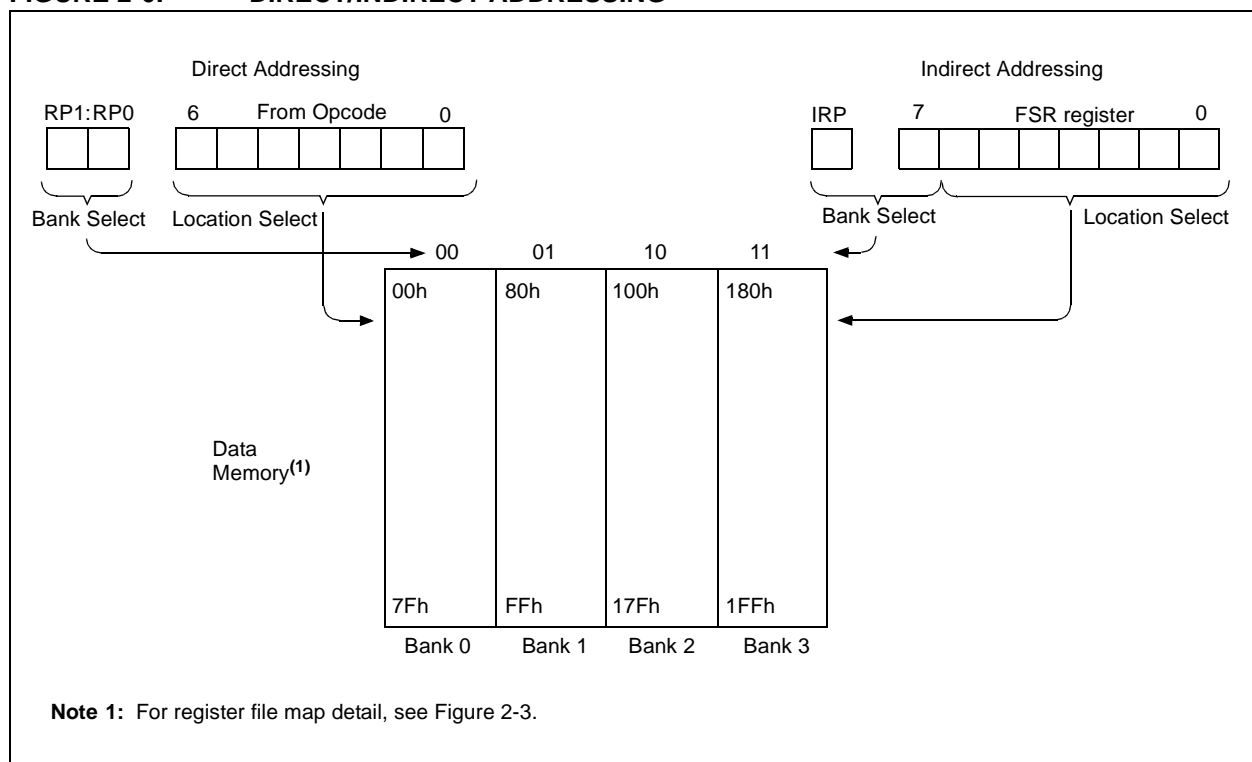 DIRECT/INDIRECT ADDRESSING
Direct Addressing
Indirect Addressing
RP1:RP0 6 From Opcode 0
IRP 7 FSR register 0
Bank Select Location Select
Bank Select Location Select
00 01 10 11
00h 80h 100h 180h
Data
Memory(1)
7Fh FFh 17Fh 1FFh
Bank 0 Bank 1 Bank 2 Bank 3
Note 1: For register file map detail, see Figure 2-3.